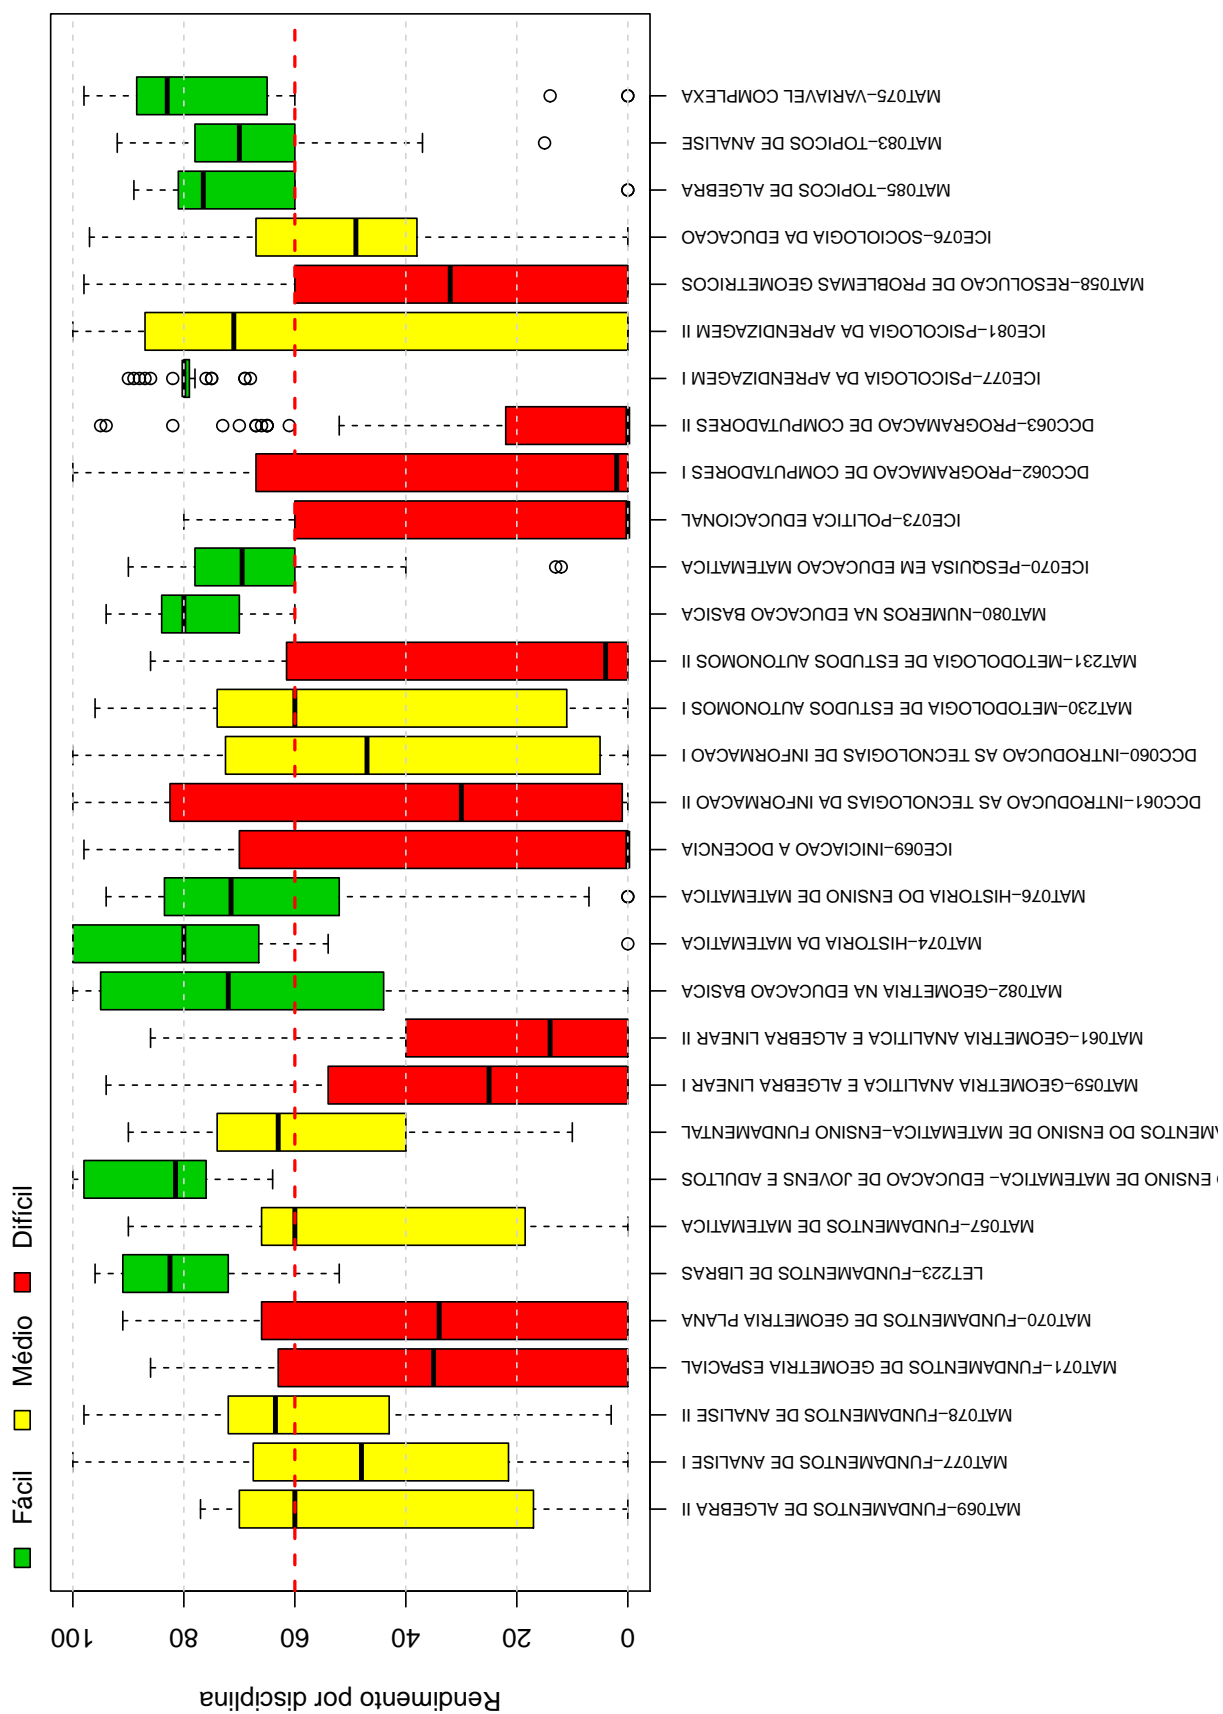 Fácil
Médio
Difícil
Rendimento por disciplina
0
20
40
60
80
100
MAT069−FUNDAMENTOS DE ALGEBRA II
MAT077−FUNDAMENTOS DE ANALISE I
MAT078−FUNDAMENTOS DE ANALISE II
MAT071−FUNDAMENTOS DE GEOMETRIA ESPACIAL
MAT070−FUNDAMENTOS DE GEOMETRIA PLANA
LET223−FUNDAMENTOS DE LIBRAS
MAT057−FUNDAMENTOS DE MATEMATICA
ENSINO DE MATEMATICA− EDUCACAO DE JOVENS E ADULTOS
AMENTOS DO ENSINO DE MATEMATICA−ENSINO FUNDAMENTAL
MAT059−GEOMETRIA ANALITICA E ALGEBRA LINEAR I
MAT061−GEOMETRIA ANALITICA E ALGEBRA LINEAR II
MAT082−GEOMETRIA NA EDUCACAO BASICA
MAT074−HISTORIA DA MATEMATICA
MAT076−HISTORIA DO ENSINO DE MATEMATICA
ICE069−INICIACAO A DOCENCIA
DCC061−INTRODUCAO AS TECNOLOGIAS DA INFORMACAO II
DCC060−INTRODUCAO AS TECNOLOGIAS DE INFORMACAO I
MAT230−METODOLOGIA DE ESTUDOS AUTONOMOS I
MAT231−METODOLOGIA DE ESTUDOS AUTONOMOS II
MAT080−NUMEROS NA EDUCACAO BASICA
ICE070−PESQUISA EM EDUCACAO MATEMATICA
ICE073−POLITICA EDUCACIONAL
DCC062−PROGRAMACAO DE COMPUTADORES I
DCC063−PROGRAMACAO DE COMPUTADORES II
ICE077−PSICOLOGIA DA APRENDIZAGEM I
ICE081−PSICOLOGIA DA APRENDIZAGEM II
MAT058−RESOLUCAO DE PROBLEMAS GEOMETRICOS
ICE076−SOCIOLOGIA DA EDUCACAO
MAT085−TOPICOS DE ALGEBRA
MAT083−TOPICOS DE ANALISE
MAT075−VARIAVEL COMPLEXA